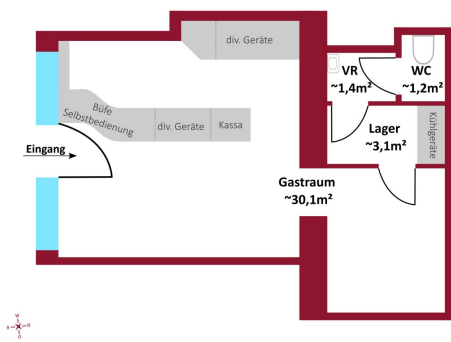 div. Geräte
VR
~1,4m²
WC
~1,2m²
Büfe
Selbstbedienung
div. Geräte
Kassa
Lager
~3,1m²
Kühlgeräte
Eingang
Gastraum
~30,1m²
W
O